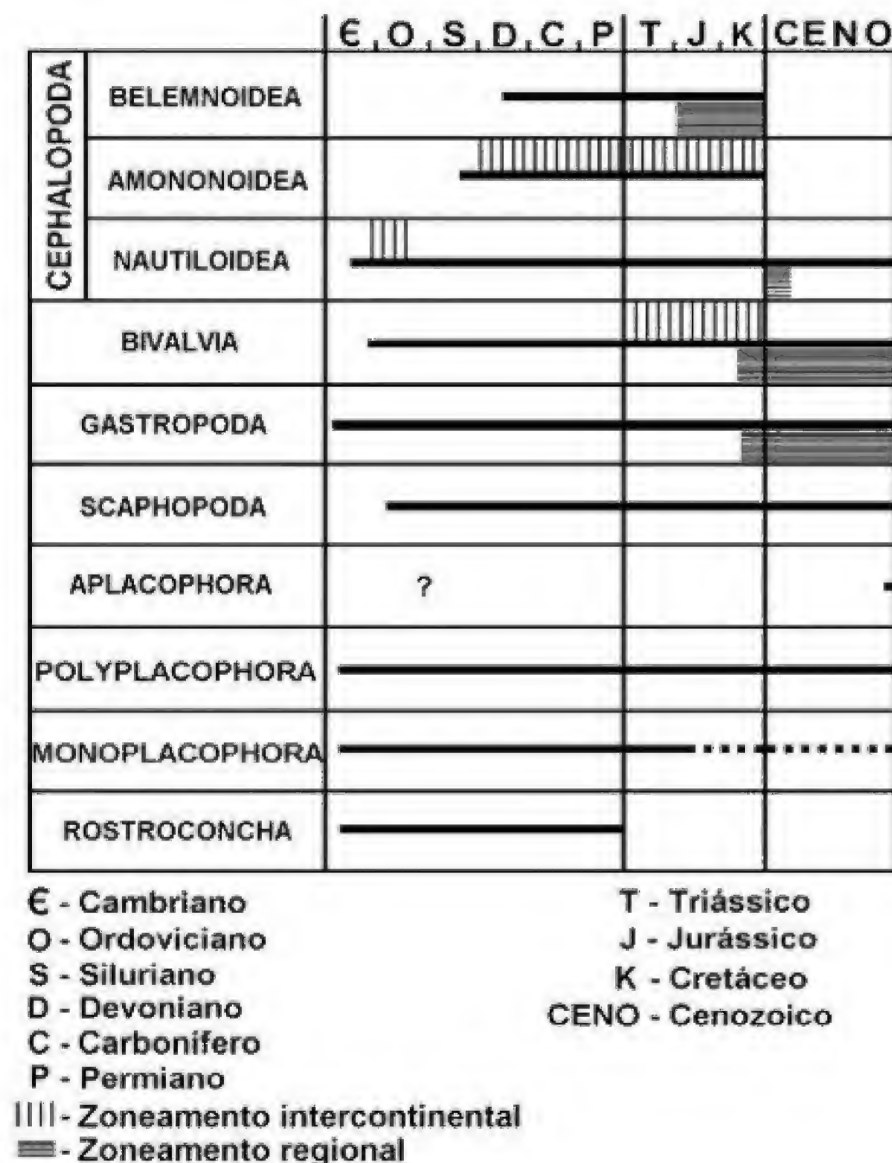 Є, O, S, D, C, P T, J, K CENO
CEPHALOPODA
BELEMNOIDEA
AMONONOIDEA
NAUTILOIDEA
BIVALVIA
GASTROPODA
SCAPHOPODA
APLACOPHORA ?
POLYPLACOPHORA
MONOPLACOPHORA
ROSTROCONCHA
Є - Cambriano
O - Ordoviciano
S - Siluriano
D - Devoniano
C - Carbonífero
P - Permiano
T - Triássico
J - Jurássico
K - Cretáceo
CENO - Cenozoico
- Zoneamento intercontinental
- Zoneamento regional